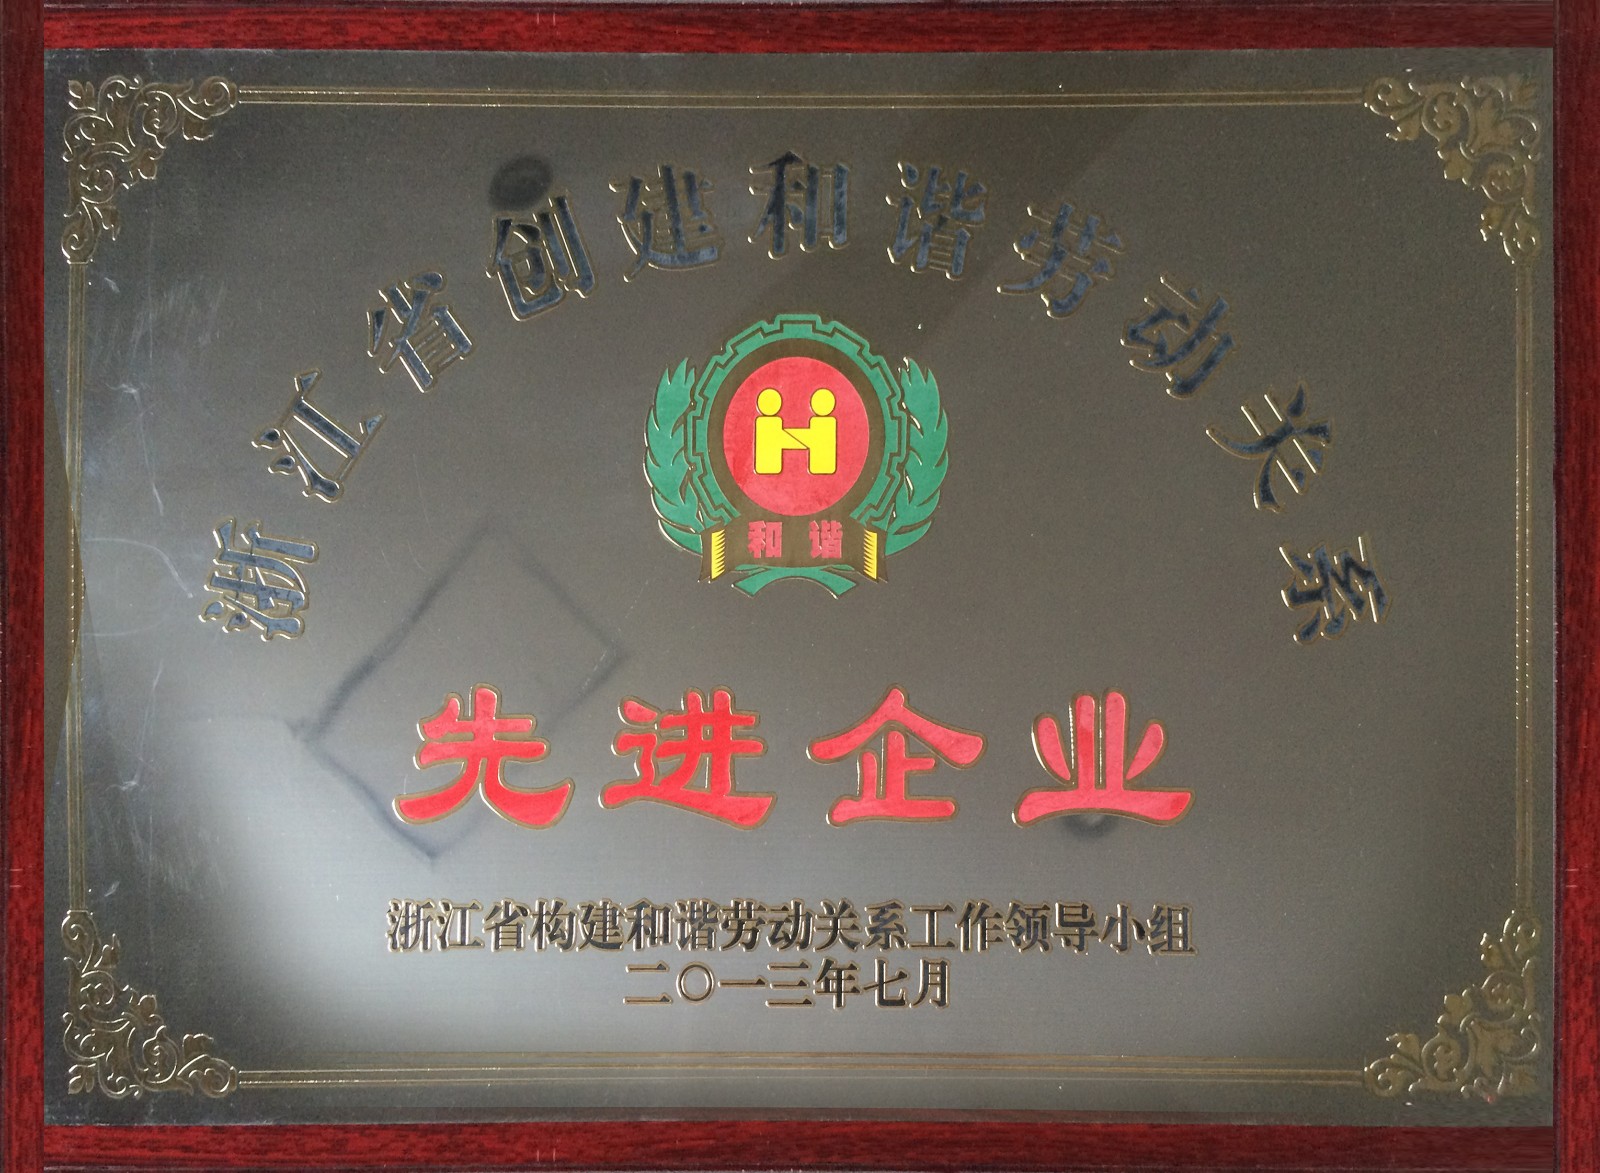 浙江省创建和谐劳动关系
和谐
先进企业
浙江省构建和谐劳动关系工作领导小组
二〇一三年七月